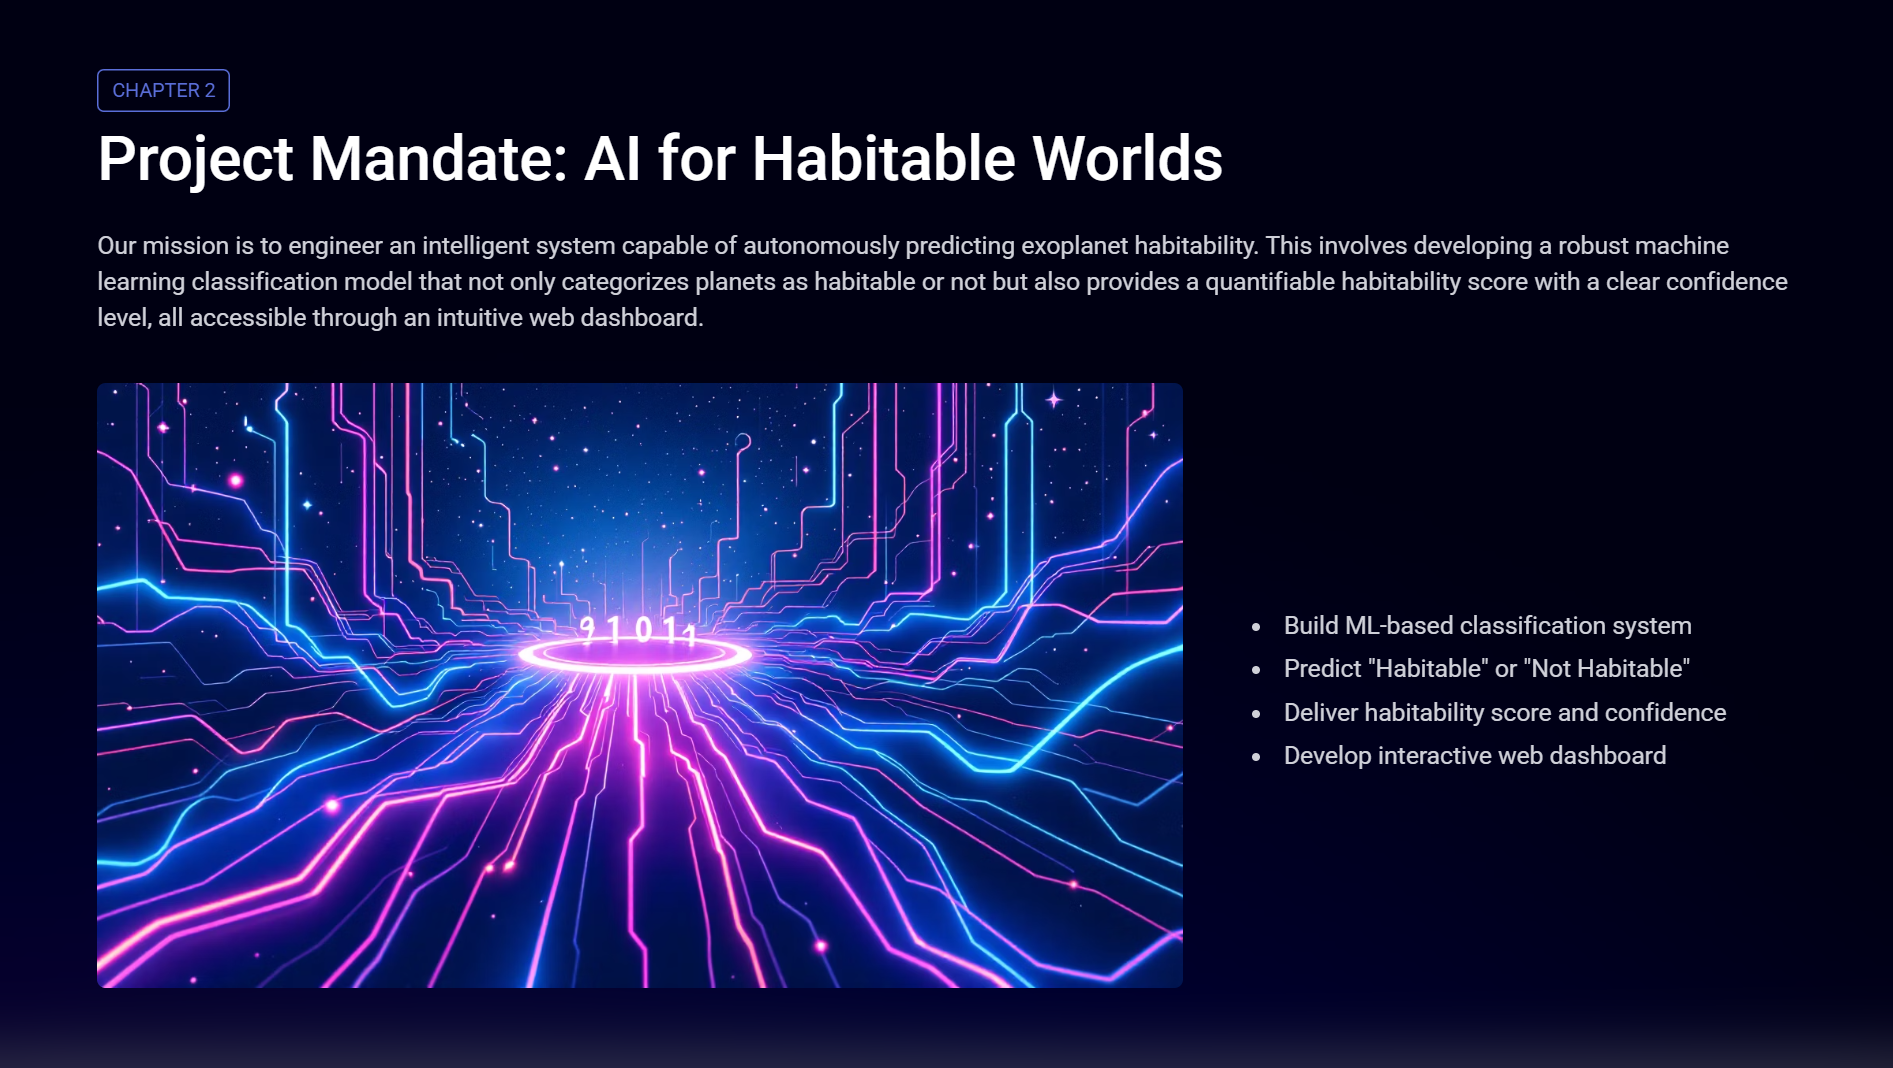 CHAPTER 2
Project Mandate: AI for Habitable Worlds
Our mission is to engineer an intelligent system capable of autonomously predicting exoplanet habitability. This involves developing a robust machine
learning classification model that not only categorizes planets as habitable or not but also provides a quantifiable habitability score with a clear confidence
level, all accessible through an intuitive web dashboard.
91011
• Build ML-based classification system
• Predict "Habitable" or "Not Habitable"
• Deliver habitability score and confidence
• Develop interactive web dashboard